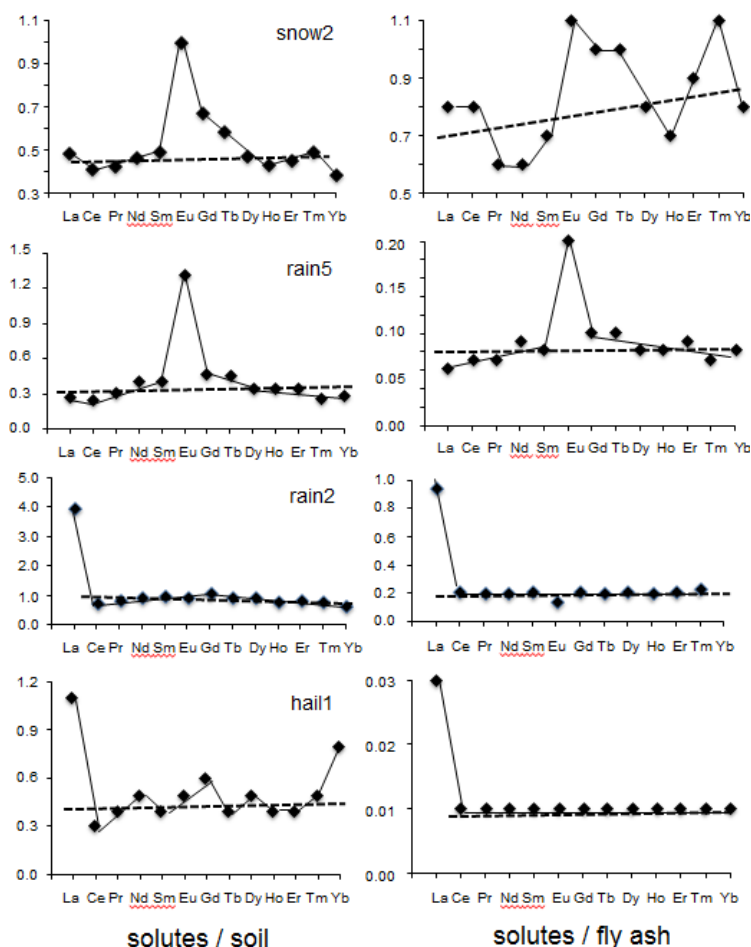 1.1
0.9
0.7
0.5
0.3
snow2
La Ce Pr Nd Sm Eu Gd Tb Dy Ho Er Tm Yb
1.1
0.9
0.7
0.5
La Ce Pr Nd Sm Eu Gd Tb Dy Ho Er Tm Yb
1.5
1.2
0.9
0.6
0.3
0.0
rain5
La Ce Pr Nd Sm Eu Gd Tb Dy Ho Er Tm Yb
0.20
0.15
0.10
0.05
0.00
La Ce Pr Nd Sm Eu Gd Tb Dy Ho Er Tm Yb
5.0
4.0
3.0
2.0
1.0
0.0
rain2
La Ce Pr Nd Sm Eu Gd Tb Dy Ho Er Tm Yb
1.0
0.8
0.6
0.4
0.2
0.0
La Ce Pr Nd Sm Eu Gd Tb Dy Ho Er Tm Yb
1.2
0.9
0.6
0.3
0.0
hail1
La Ce Pr Nd Sm Eu Gd Tb Dy Ho Er Tm Yb
0.03
0.02
0.01
0.00
La Ce Pr Nd Sm Eu Gd Tb Dy Ho Er Tm Yb
solutes / soil
solutes / fly ash